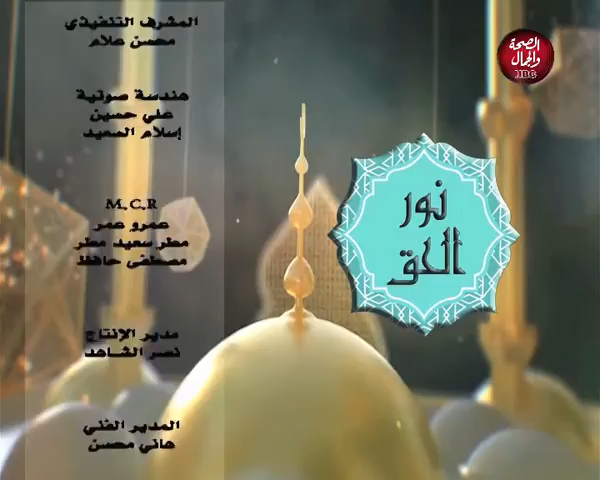 المشرف التنفيذي
محسن علام
هندسة صوتية
علي حسين
إسلام السعيد
M.C.R
عمرو عمر
مطر سعيد مطر
مصطفى حافظ
مدير الإنتاج
نصر الشاهد
المدير الفني
هاني محسن
الصحة
والجمال
HBC
نور
الحق